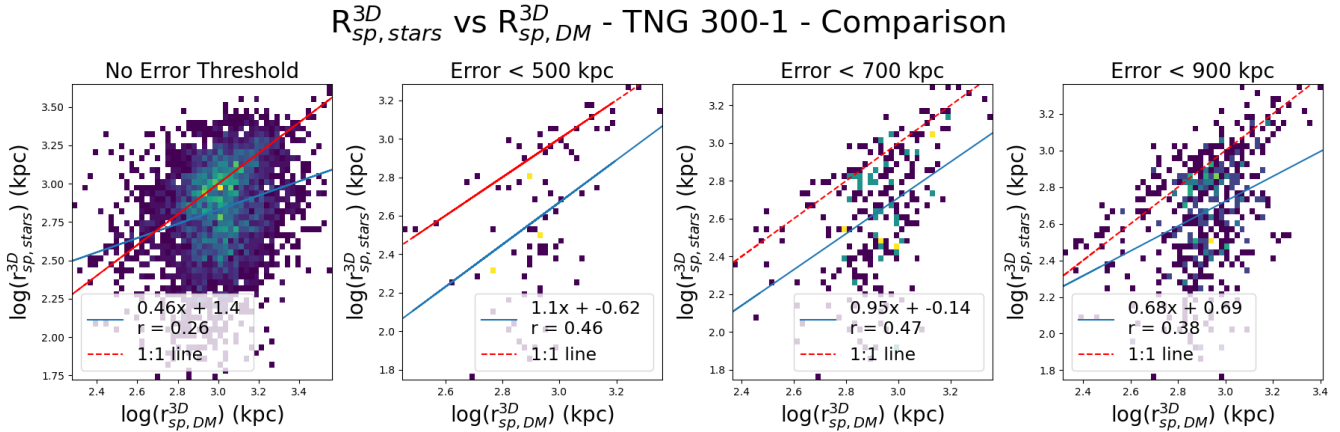 R^{3D}_{sp, stars} vs R^{3D}_{sp, DM} - TNG 300-1 - Comparison
No Error Threshold
log(r^{3D}_{sp, stars}) (kpc)
3.50
3.25
3.00
2.75
2.50
2.25
2.00
1.75
0.46x + 1.4
r = 0.26
1:1 line
2.4 2.6 2.8 3.0 3.2 3.4
log(r^{3D}_{sp, DM}) (kpc)
Error < 500 kpc
log(r^{3D}_{sp, stars}) (kpc)
3.2
3.0
2.8
2.6
2.4
2.2
2.0
1.8
1.1x + -0.62
r = 0.46
1:1 line
2.6 2.8 3.0 3.2
log(r^{3D}_{sp, DM}) (kpc)
Error < 700 kpc
log(r^{3D}_{sp, stars}) (kpc)
3.2
3.0
2.8
2.6
2.4
2.2
2.0
1.8
0.95x + -0.14
r = 0.47
1:1 line
2.4 2.6 2.8 3.0 3.2
log(r^{3D}_{sp, DM}) (kpc)
Error < 900 kpc
log(r^{3D}_{sp, stars}) (kpc)
3.2
3.0
2.8
2.6
2.4
2.2
2.0
1.8
0.68x + 0.69
r = 0.38
1:1 line
2.4 2.6 2.8 3.0 3.2 3.4
log(r^{3D}_{sp, DM}) (kpc)